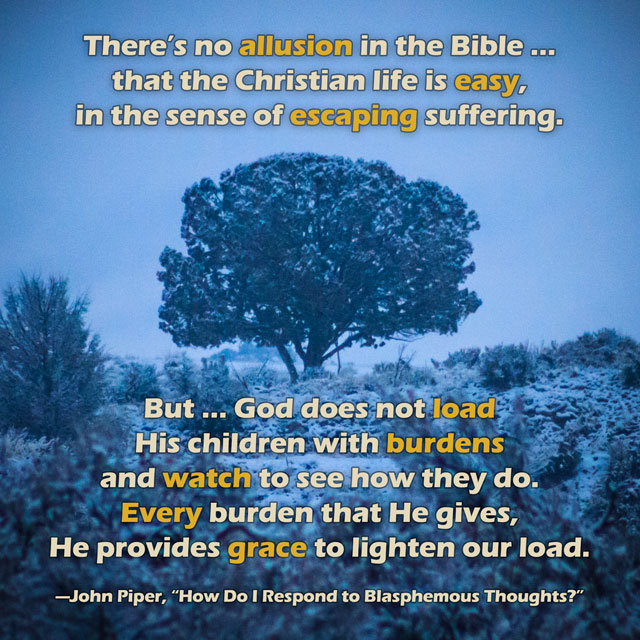 There's no allusion in the Bible ...
that the Christian life is easy,
in the sense of escaping suffering.
But ... God does not load
His children with burdens
and watch to see how they do.
Every burden that He gives,
He provides grace to lighten our load.
—John Piper, “How Do I Respond to Blasphemous Thoughts?”